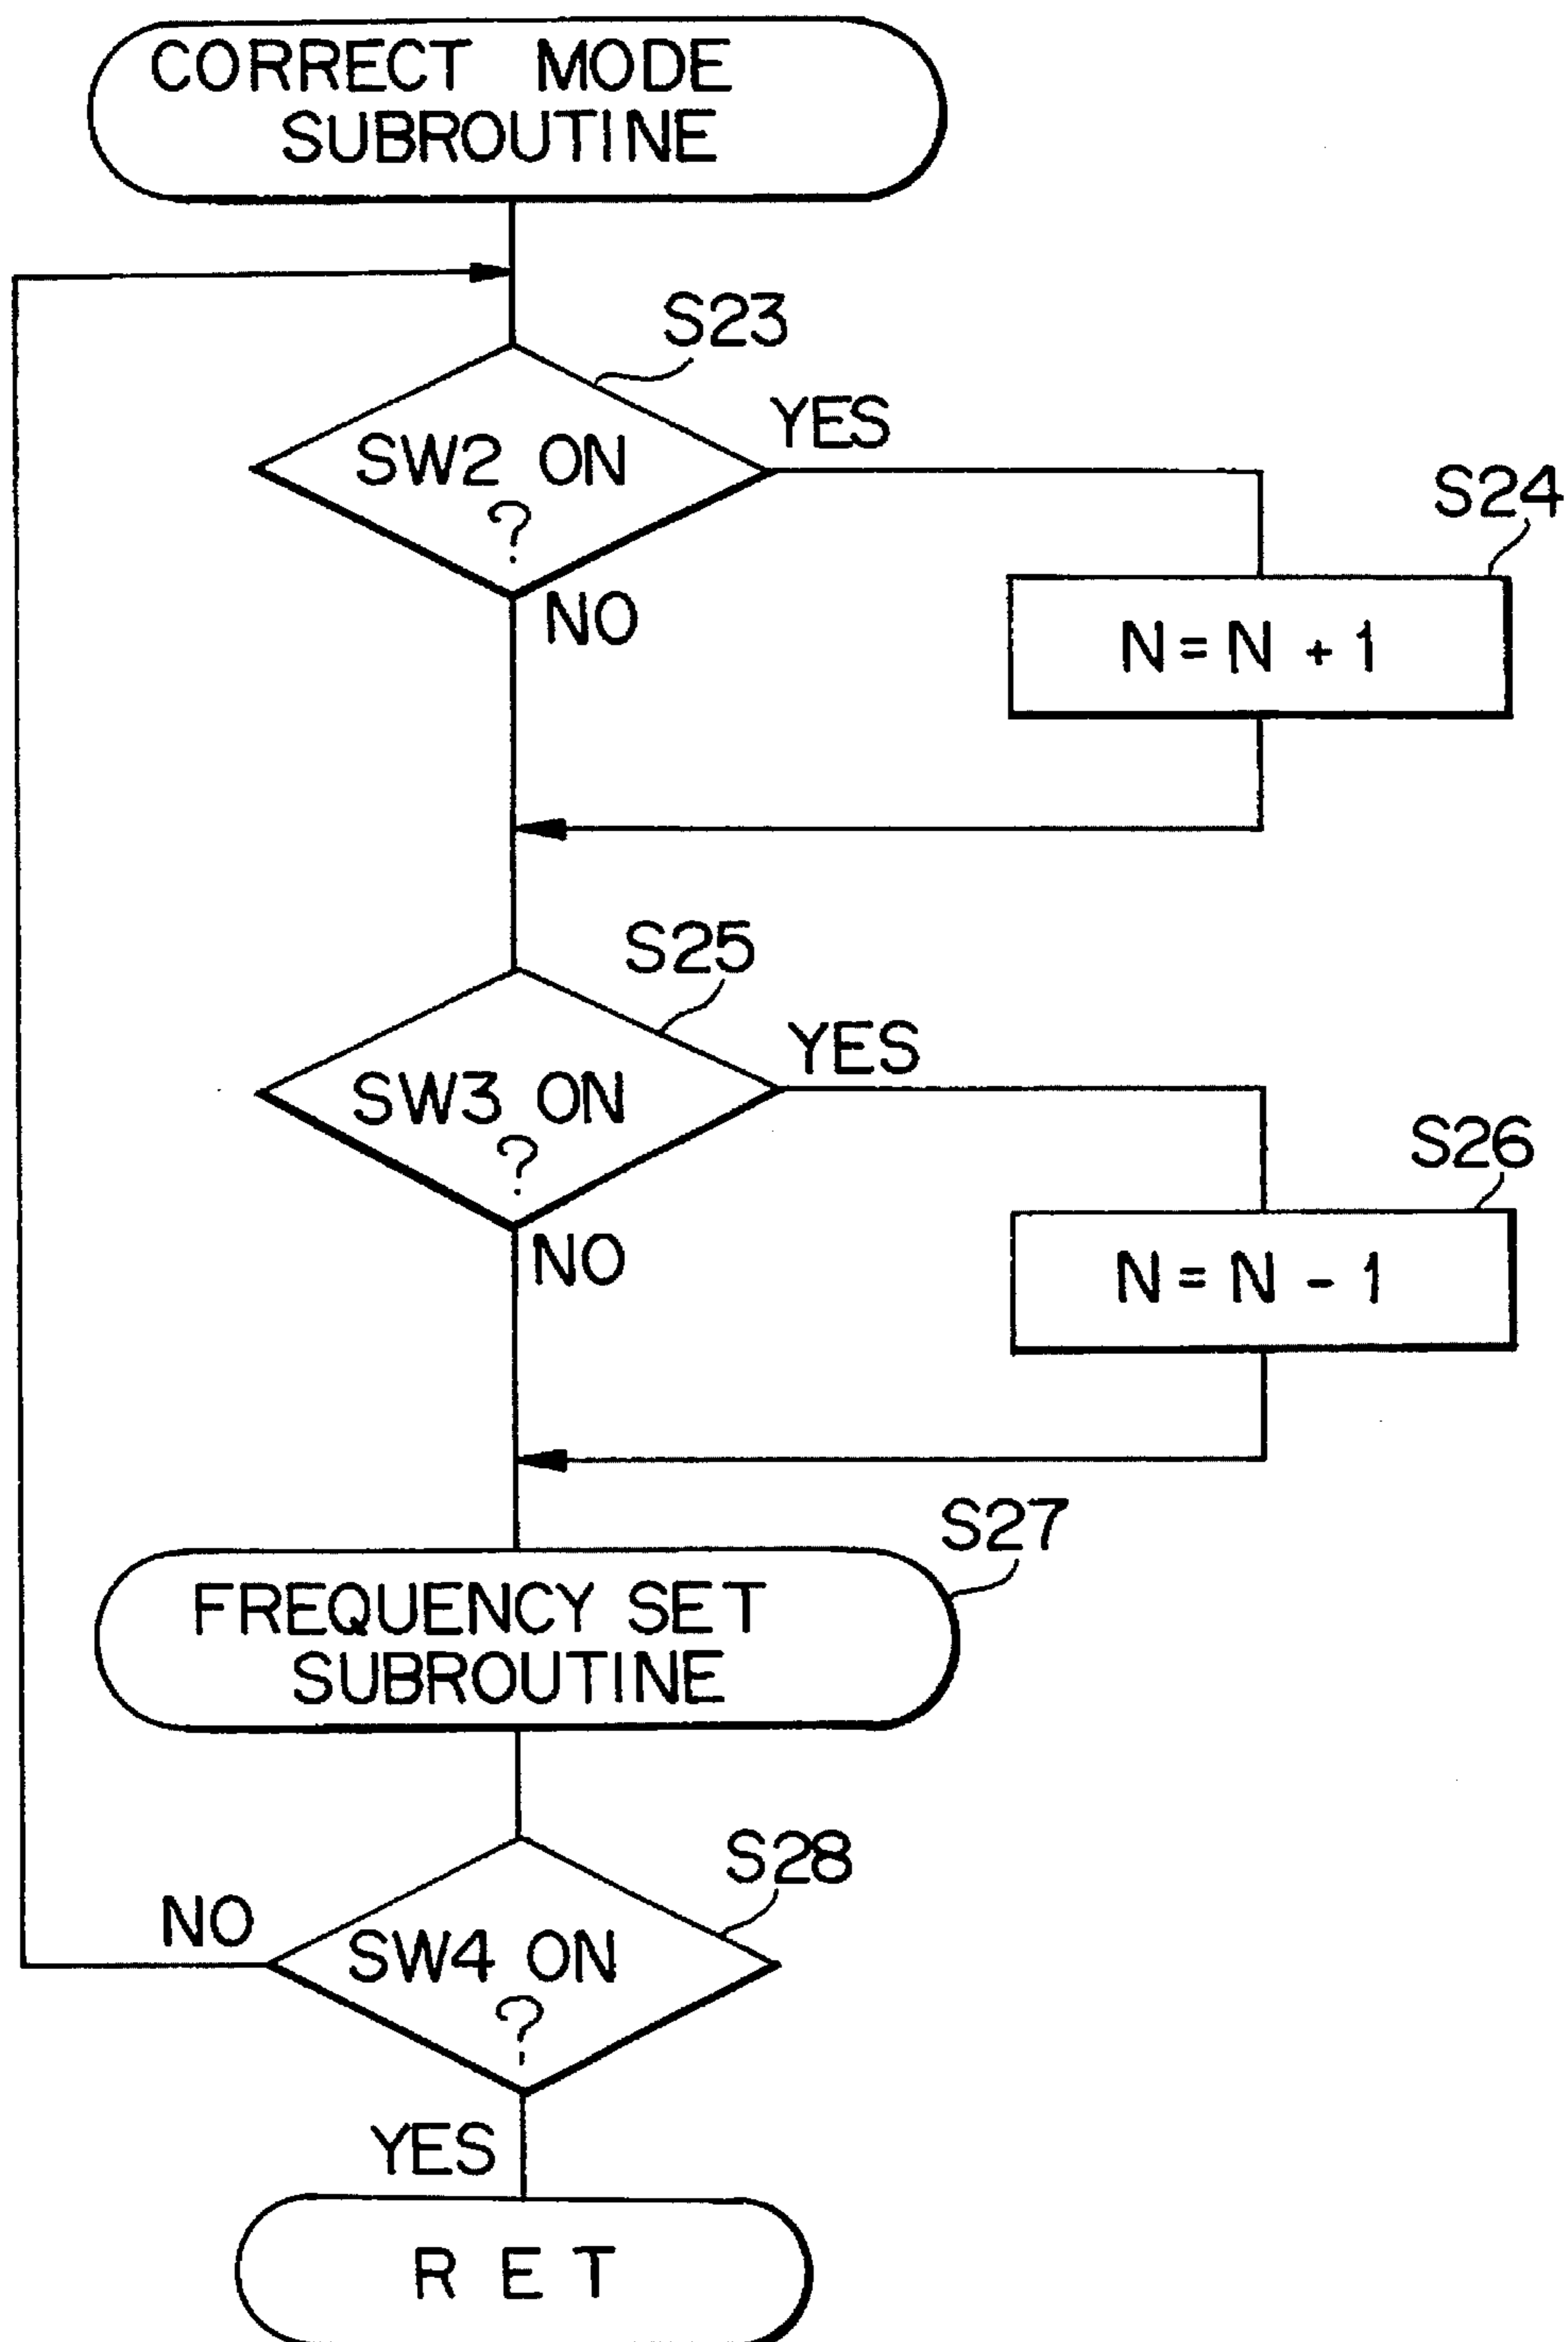 CORRECT MODE
SUBROUTINE
S23
SW2 ON
?
YES
NO
S24
N = N + 1
S25
SW3 ON
?
YES
NO
S26
N = N - 1
S27
FREQUENCY SET
SUBROUTINE
S28
NO
SW4 ON
?
YES
RET